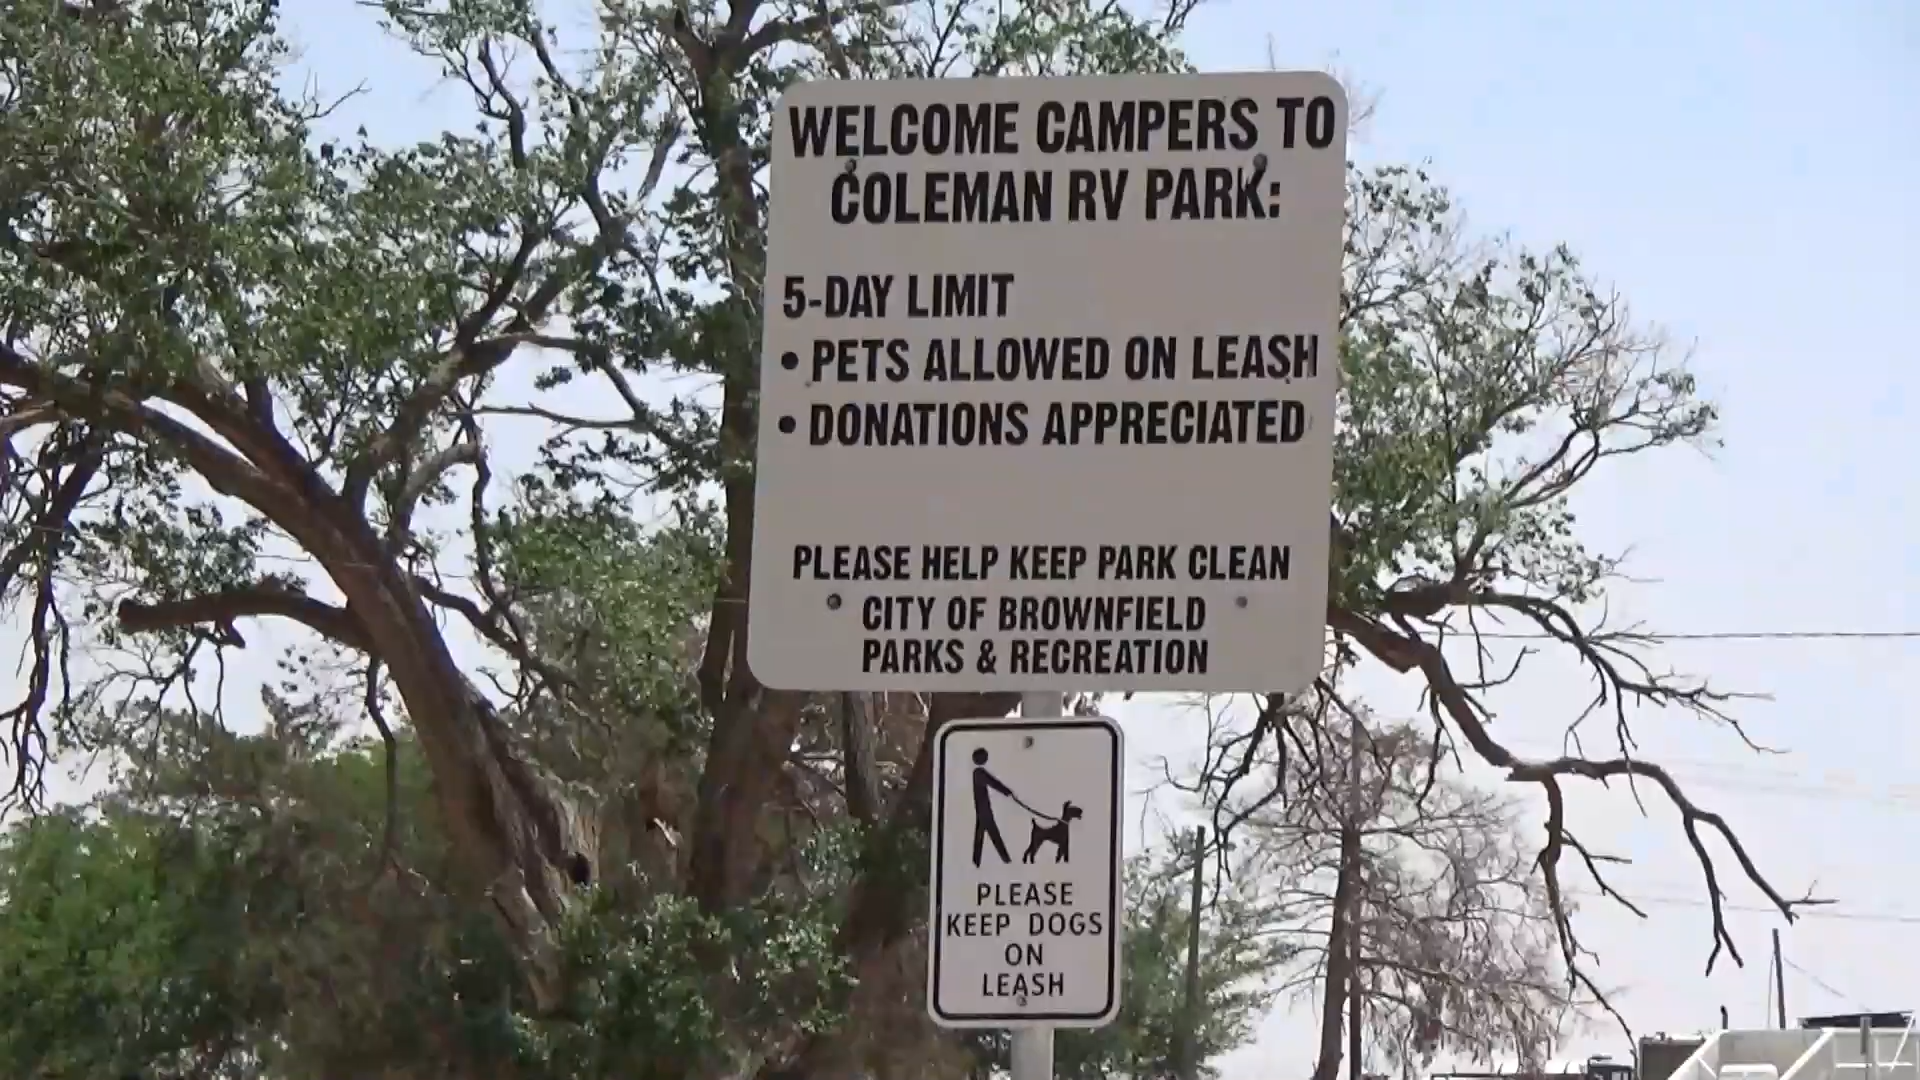 WELCOME CAMPERS TO
COLEMAN RV PARK:
5-DAY LIMIT
• PETS ALLOWED ON LEASH
• DONATIONS APPRECIATED
PLEASE HELP KEEP PARK CLEAN
CITY OF BROWNFIELD
PARKS & RECREATION
PLEASE
KEEP DOGS
ON
LEASH